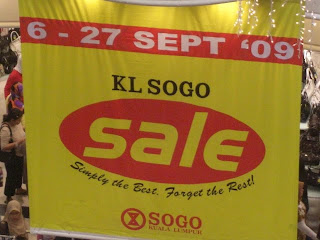 6 - 27 SEPT '09
KL SOGO
sale
Simply the Best, Forget the Rest!
SOGO
KUALA LUMPUR